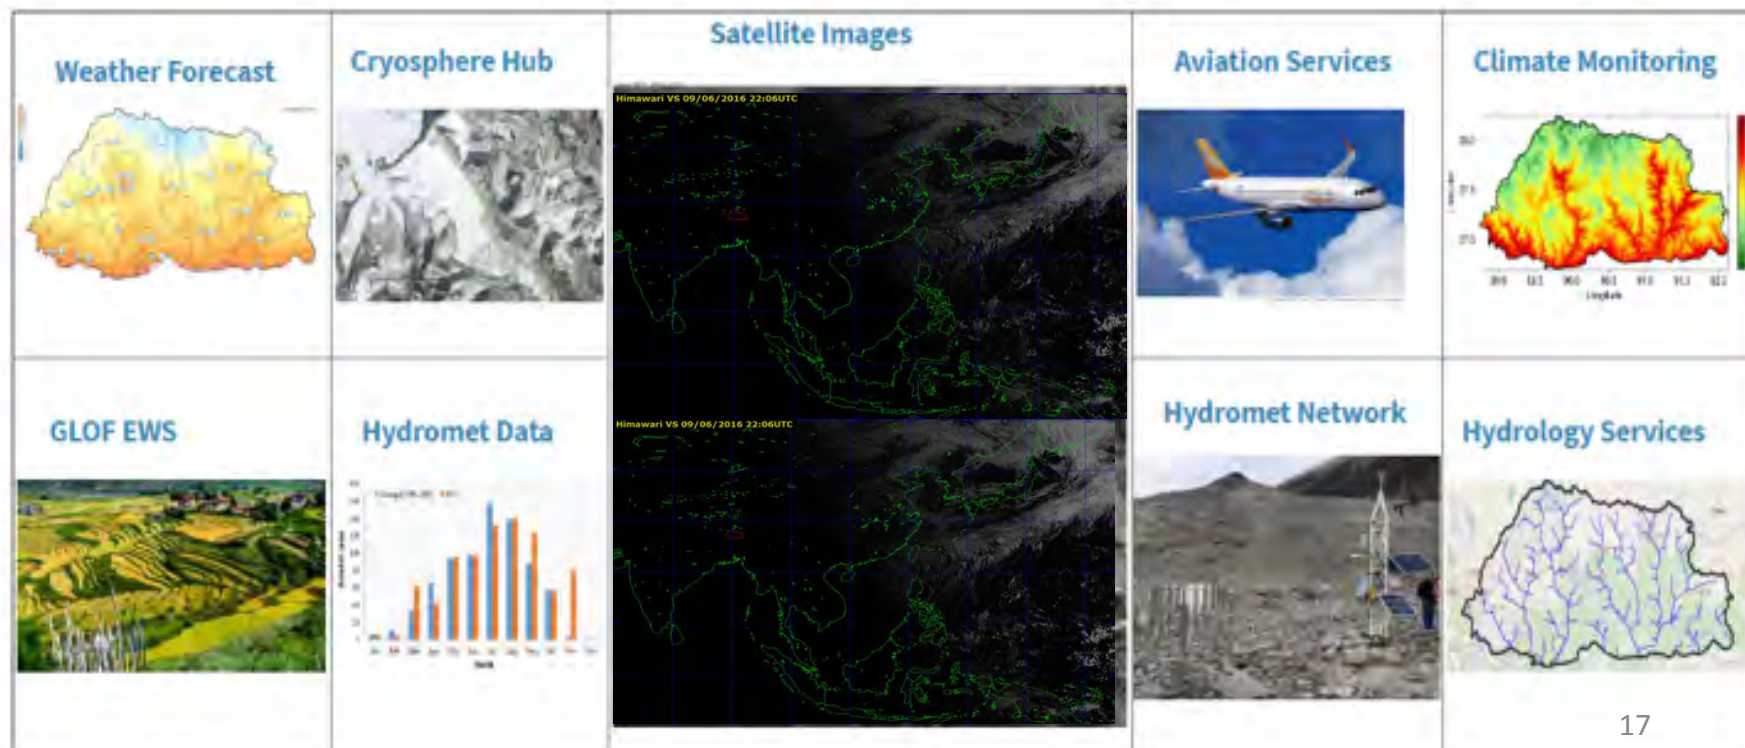 Weather Forecast
Cryosphere Hub
Satellite Images
Himawari VS 09/06/2016 22:06UTC
Aviation Services
Climate Monitoring
GLOF EWS
Hydromet Data
Himawari VS 09/06/2016 22:06UTC
Hydromet Network
Hydrology Services
17